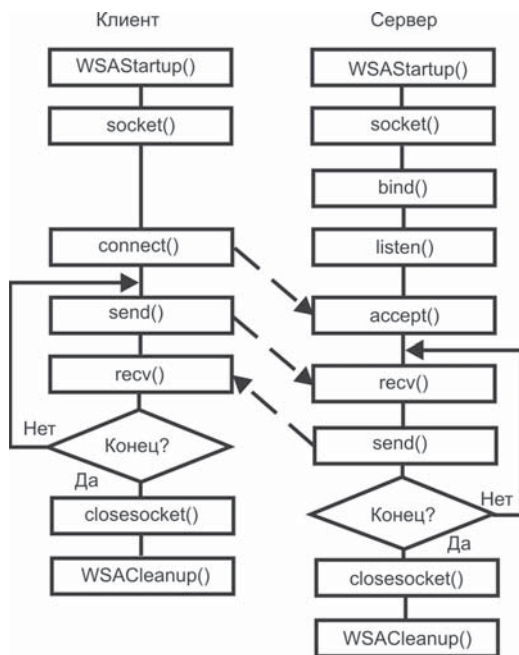 Клиент
WSAStartup()
socket()
connect()
send()
recv()
Нет
Конец?
Да
closesocket()
WSACleanup()
Сервер
WSAStartup()
socket()
bind()
listen()
accept()
recv()
send()
Нет
Конец?
Да
closesocket()
WSACleanup()